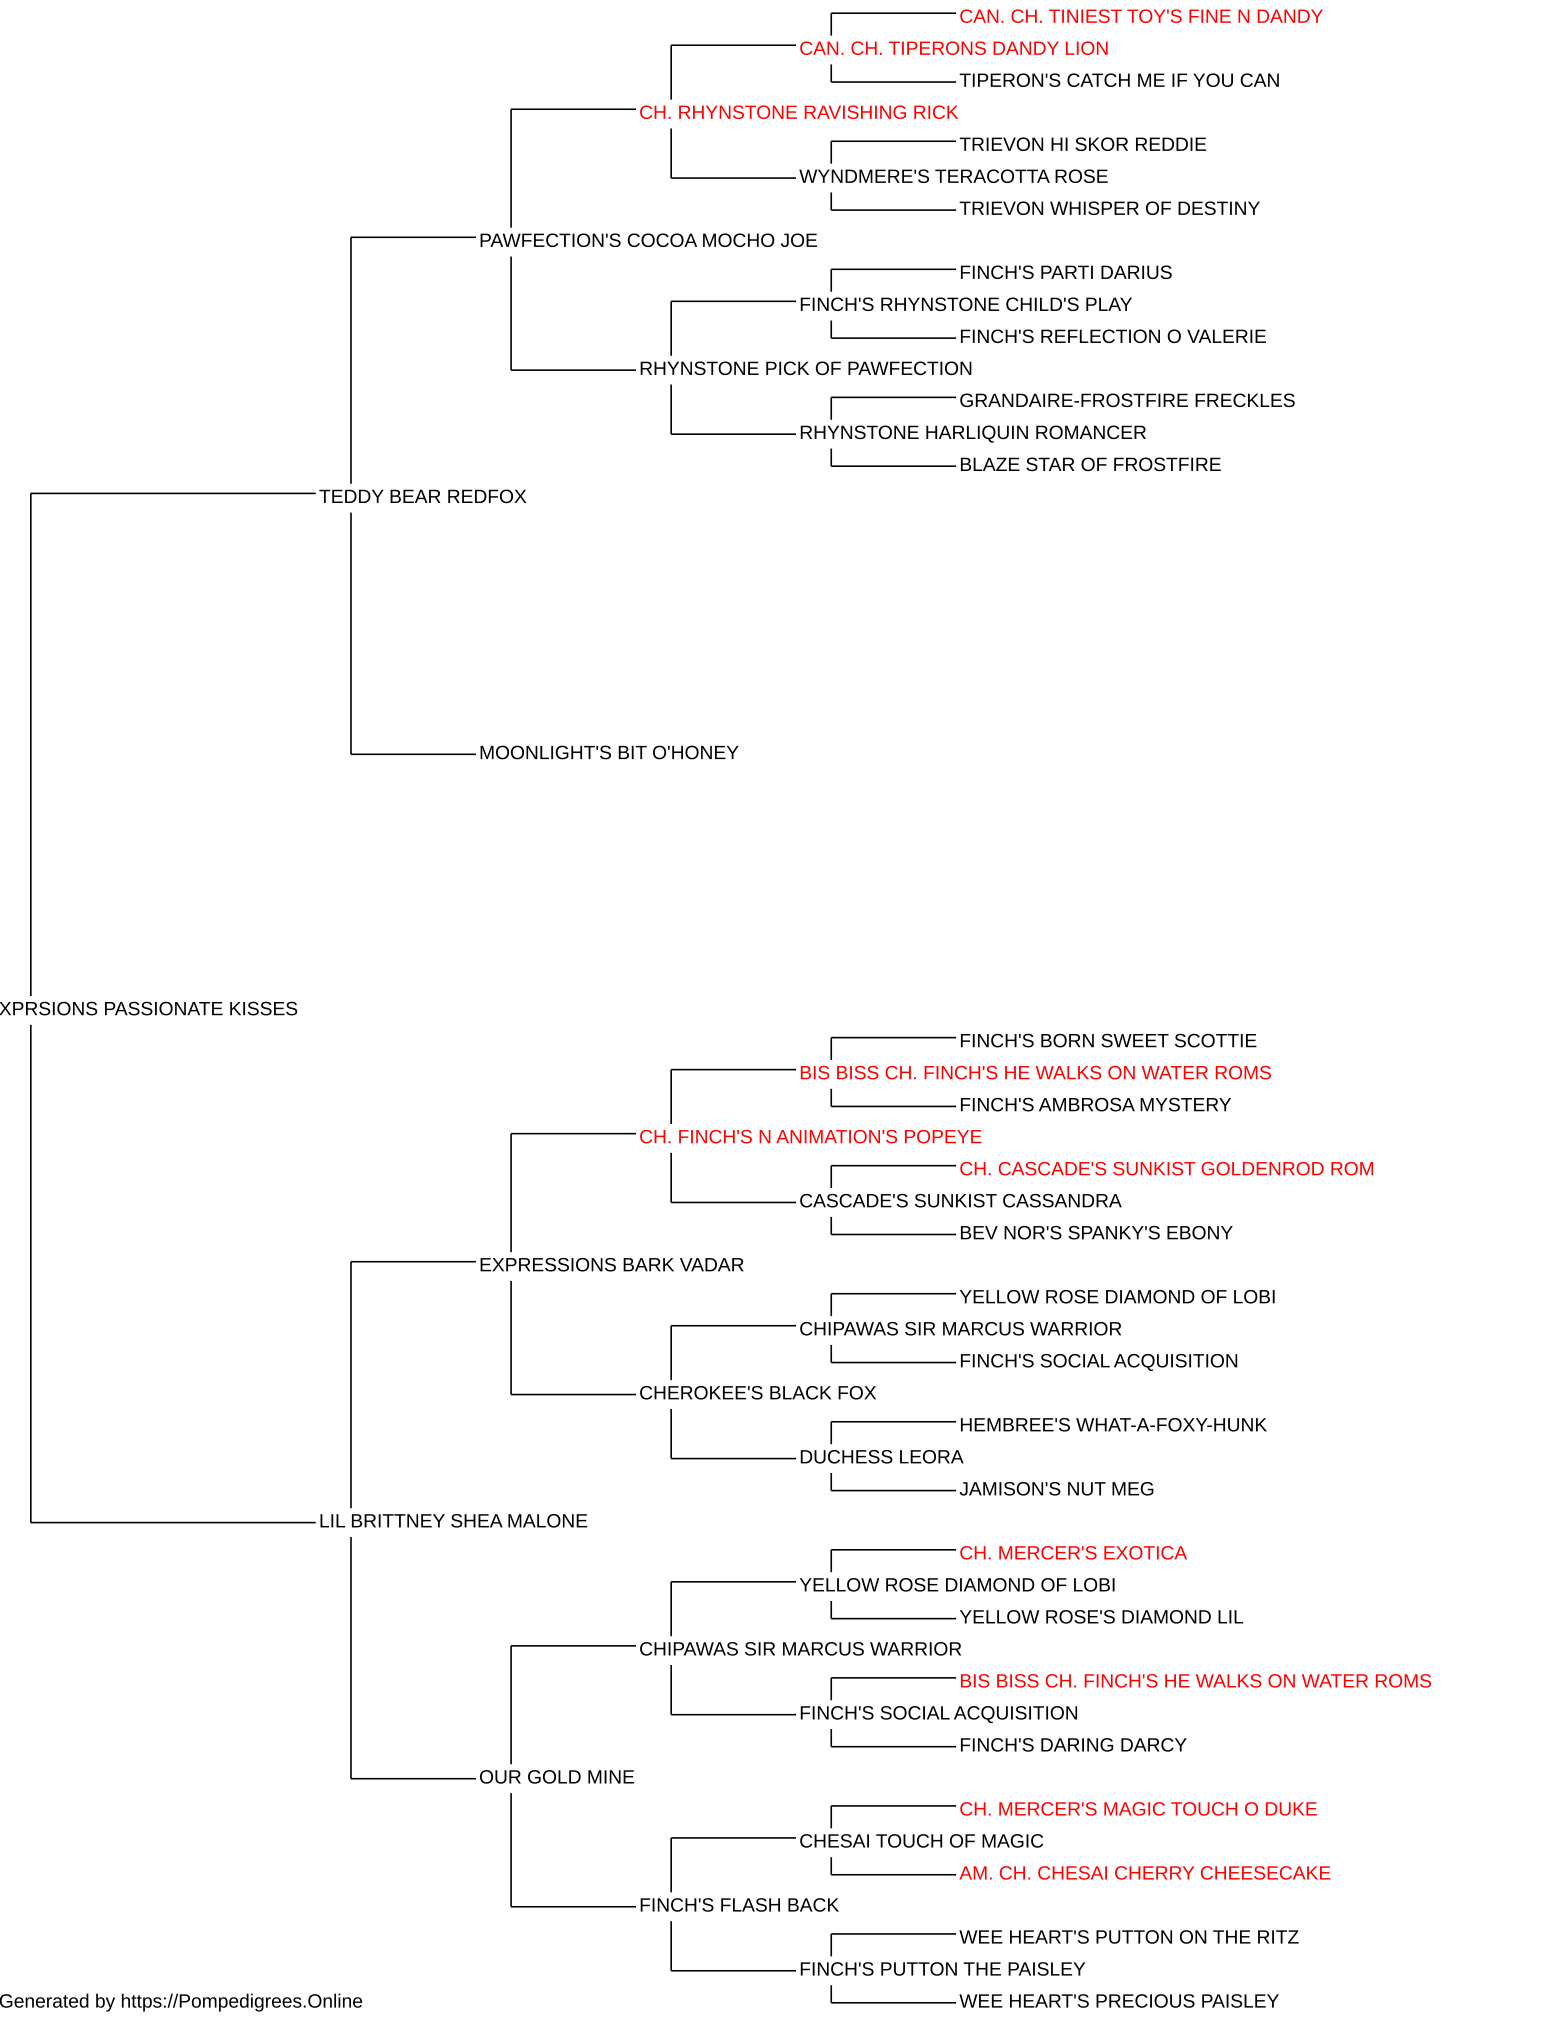 CAN. CH. TINIEST TOY'S FINE N DANDY
CAN. CH. TIPERONS DANDY LION
TIPERON'S CATCH ME IF YOU CAN
CH. RHYNSTONE RAVISHING RICK
TRIEVON HI SKOR REDDIE
WYNDMERE'S TERACOTTA ROSE
TRIEVON WHISPER OF DESTINY
PAWFECTION'S COCOA MOCHO JOE
FINCH'S PARTI DARIUS
FINCH'S RHYNSTONE CHILD'S PLAY
FINCH'S REFLECTION O VALERIE
RHYNSTONE PICK OF PAWFECTION
GRANDAIRE-FROSTFIRE FRECKLES
RHYNSTONE HARLIQUIN ROMANCER
BLAZE STAR OF FROSTFIRE
TEDDY BEAR REDFOX
MOONLIGHT'S BIT O'HONEY
XPRSIONS PASSIONATE KISSES
FINCH'S BORN SWEET SCOTTIE
BIS BISS CH. FINCH'S HE WALKS ON WATER ROMS
FINCH'S AMBROSA MYSTERY
CH. FINCH'S N ANIMATION'S POPEYE
CH. CASCADE'S SUNKIST GOLDENROD ROM
CASCADE'S SUNKIST CASSANDRA
BEV NOR'S SPANKY'S EBONY
EXPRESSIONS BARK VADAR
YELLOW ROSE DIAMOND OF LOBI
CHIPAWAS SIR MARCUS WARRIOR
FINCH'S SOCIAL ACQUISITION
CHEROKEE'S BLACK FOX
HEMBREE'S WHAT-A-FOXY-HUNK
DUCHESS LEORA
JAMISON'S NUT MEG
LIL BRITTNEY SHEA MALONE
CH. MERCER'S EXOTICA
YELLOW ROSE DIAMOND OF LOBI
YELLOW ROSE'S DIAMOND LIL
CHIPAWAS SIR MARCUS WARRIOR
BIS BISS CH. FINCH'S HE WALKS ON WATER ROMS
FINCH'S SOCIAL ACQUISITION
FINCH'S DARING DARCY
OUR GOLD MINE
CH. MERCER'S MAGIC TOUCH O DUKE
CHESAI TOUCH OF MAGIC
AM. CH. CHESAI CHERRY CHEESECAKE
FINCH'S FLASH BACK
WEE HEART'S PUTTON ON THE RITZ
FINCH'S PUTTON THE PAISLEY
WEE HEART'S PRECIOUS PAISLEY
Generated by https://Pompedigrees.Online